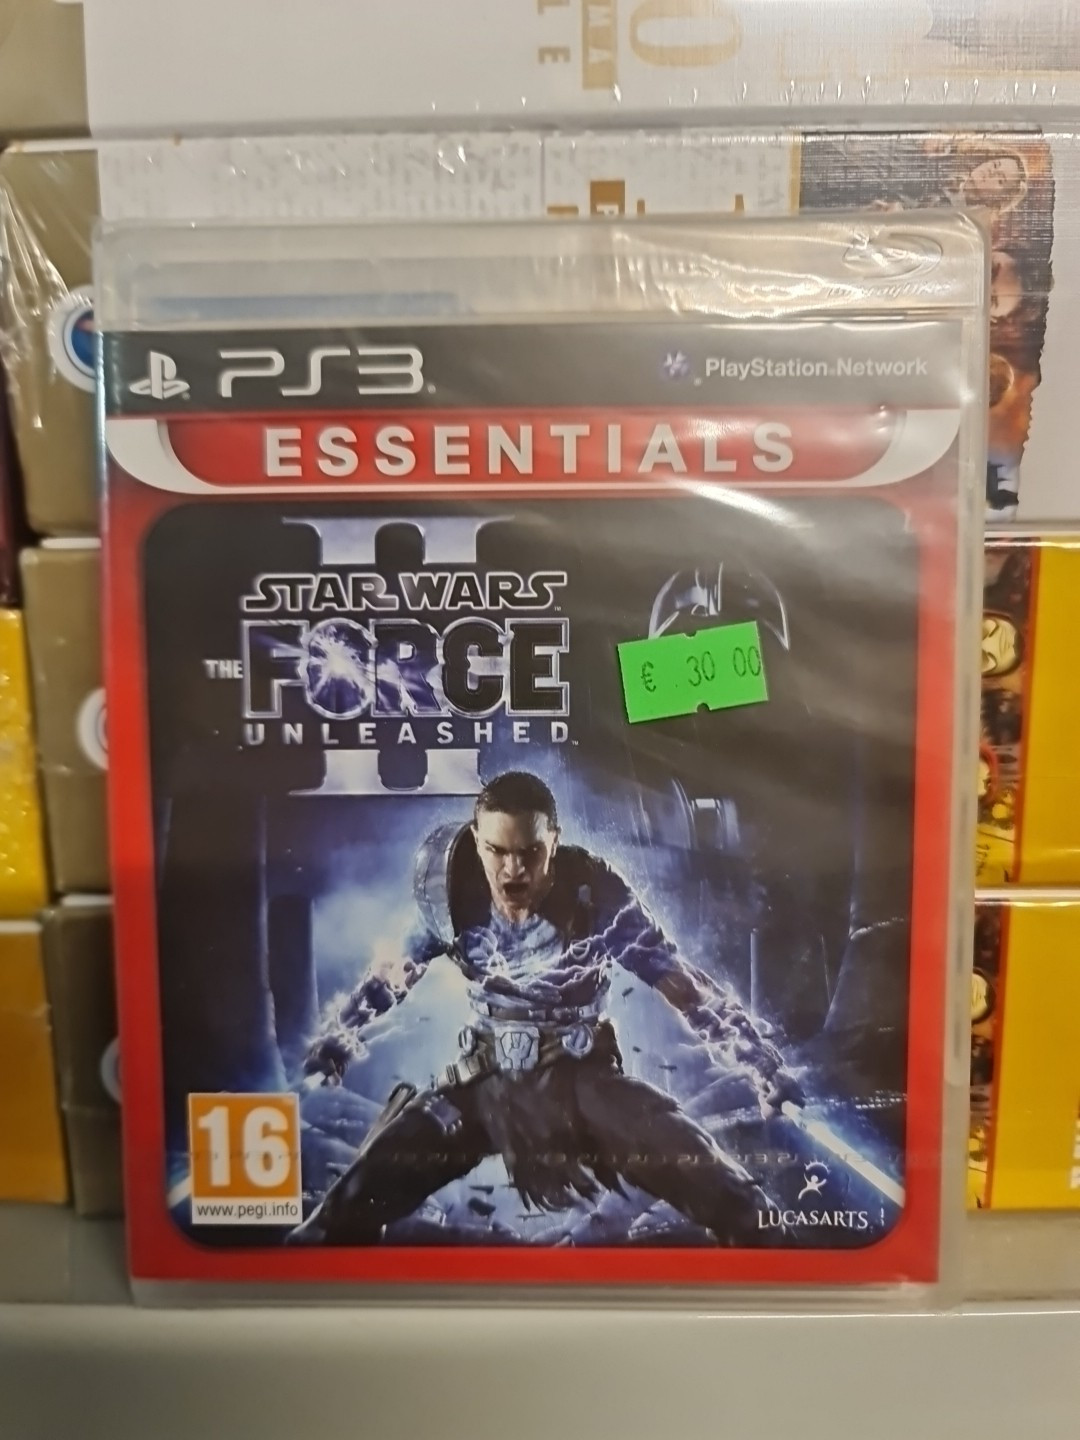 PS3
PlayStation Network
ESSENTIALS
II
STAR WARS
THE FORCE
UNLEASHED
€ 30 00
16
www.pegi.info
LUCASARTS